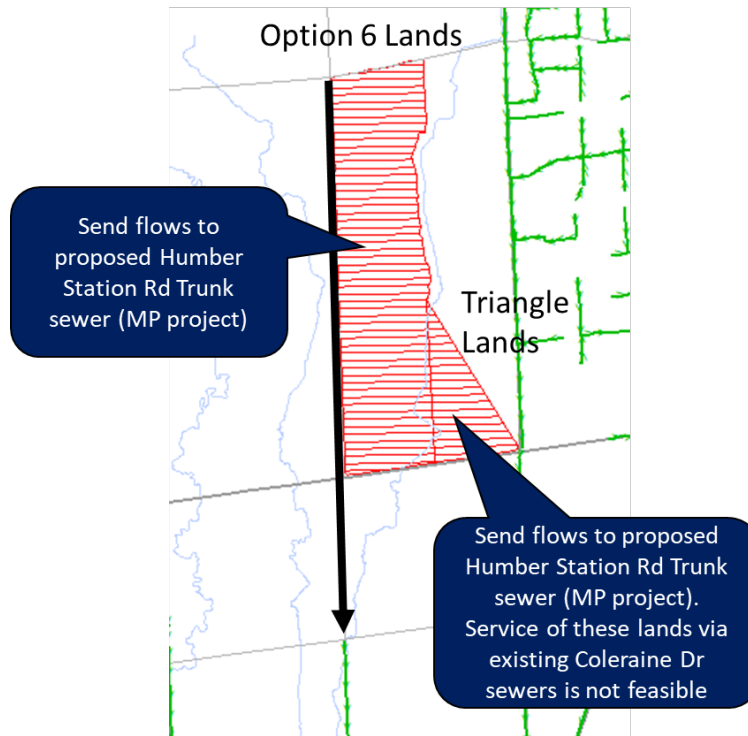 Option 6 Lands
Send flows to
proposed Humber
Station Rd Trunk
sewer (MP project)
Triangle
Lands
Send flows to proposed
Humber Station Rd Trunk
sewer (MP project).
Service of these lands via
existing Coleraine Dr
sewers is not feasible